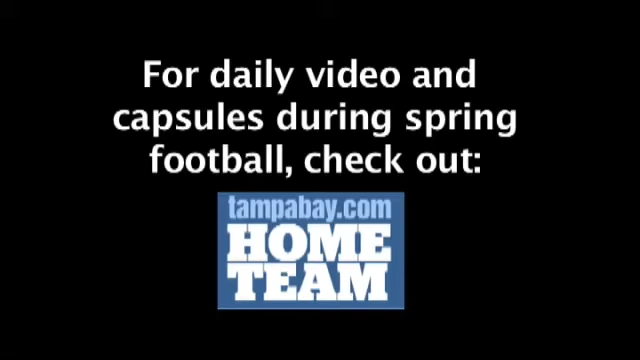 For daily video and
capsules during spring
football, check out:
tampabay.com
HOME
TEAM